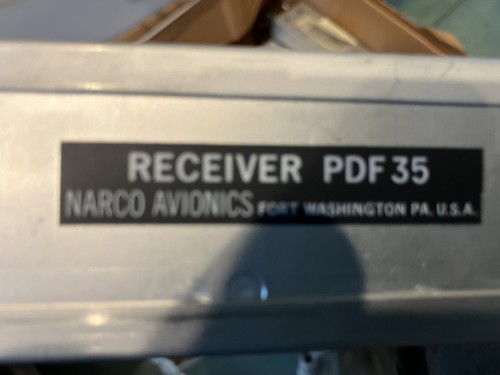 RECEIVER PDF 35
NARCO AVIONICS FORT WASHINGTON PA. U.S.A.